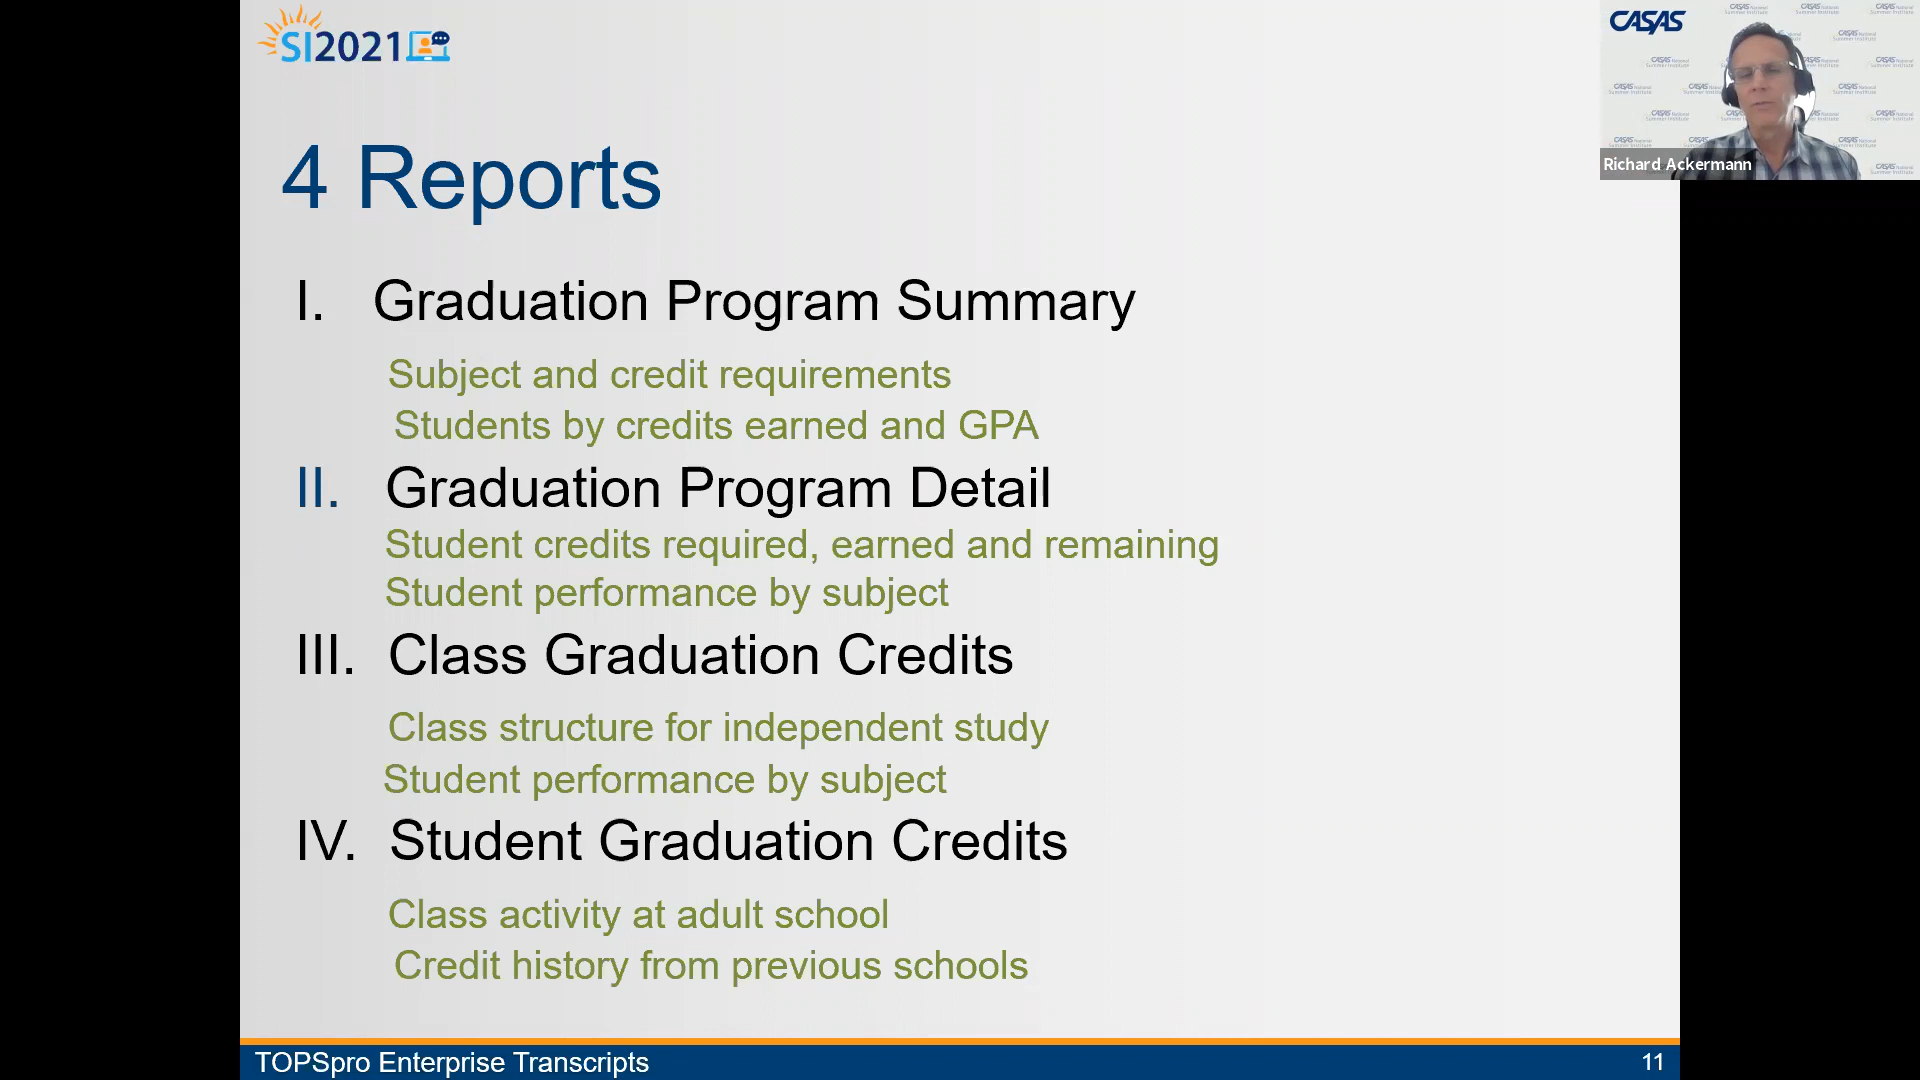 SI2021
CASAS
Richard Ackermann
4 Reports
I. Graduation Program Summary
Subject and credit requirements
Students by credits earned and GPA
II. Graduation Program Detail
Student credits required, earned and remaining
Student performance by subject
III. Class Graduation Credits
Class structure for independent study
Student performance by subject
IV. Student Graduation Credits
Class activity at adult school
Credit history from previous schools
TOPSpro Enterprise Transcripts
11